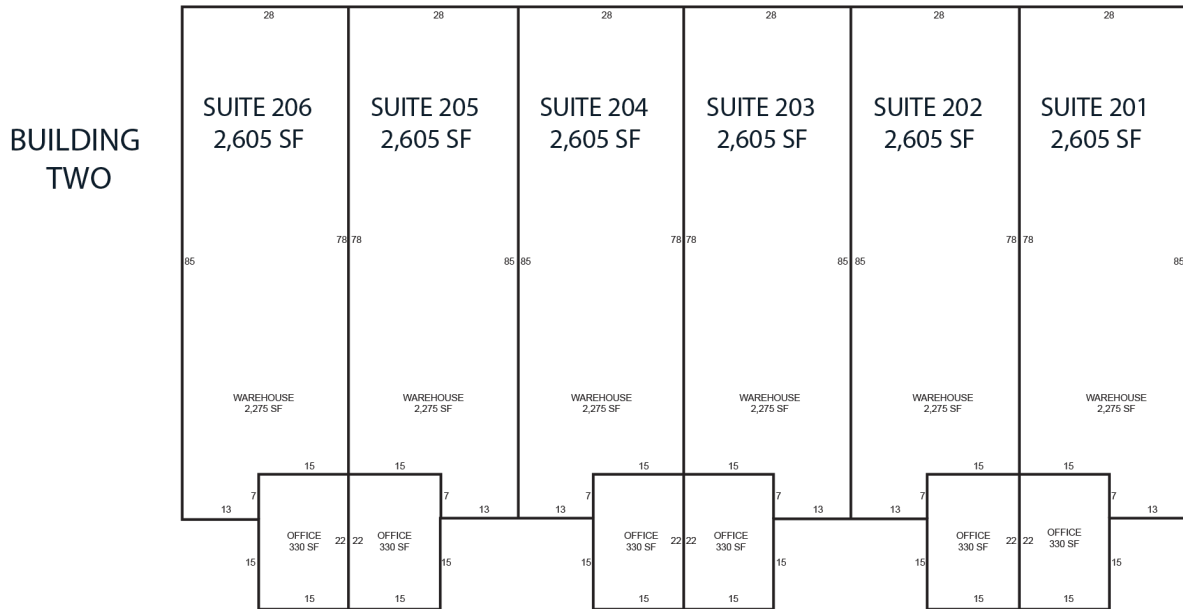 28 28 28 28 28 28
BUILDING
TWO
SUITE 206
2,605 SF
SUITE 205
2,605 SF
SUITE 204
2,605 SF
SUITE 203
2,605 SF
SUITE 202
2,605 SF
SUITE 201
2,605 SF
78 78 78 78 78 78
85 85 85 85 85 85
WAREHOUSE
2,275 SF
WAREHOUSE
2,275 SF
WAREHOUSE
2,275 SF
WAREHOUSE
2,275 SF
WAREHOUSE
2,275 SF
WAREHOUSE
2,275 SF
15 15 15 15 15 15
7 7 7 7 7 7
13 13 13 13 13 13
OFFICE
330 SF
OFFICE
330 SF
OFFICE
330 SF
OFFICE
330 SF
OFFICE
330 SF
OFFICE
330 SF
22 22 22 22 22 22
15 15 15 15 15 15
15 15 15 15 15 15